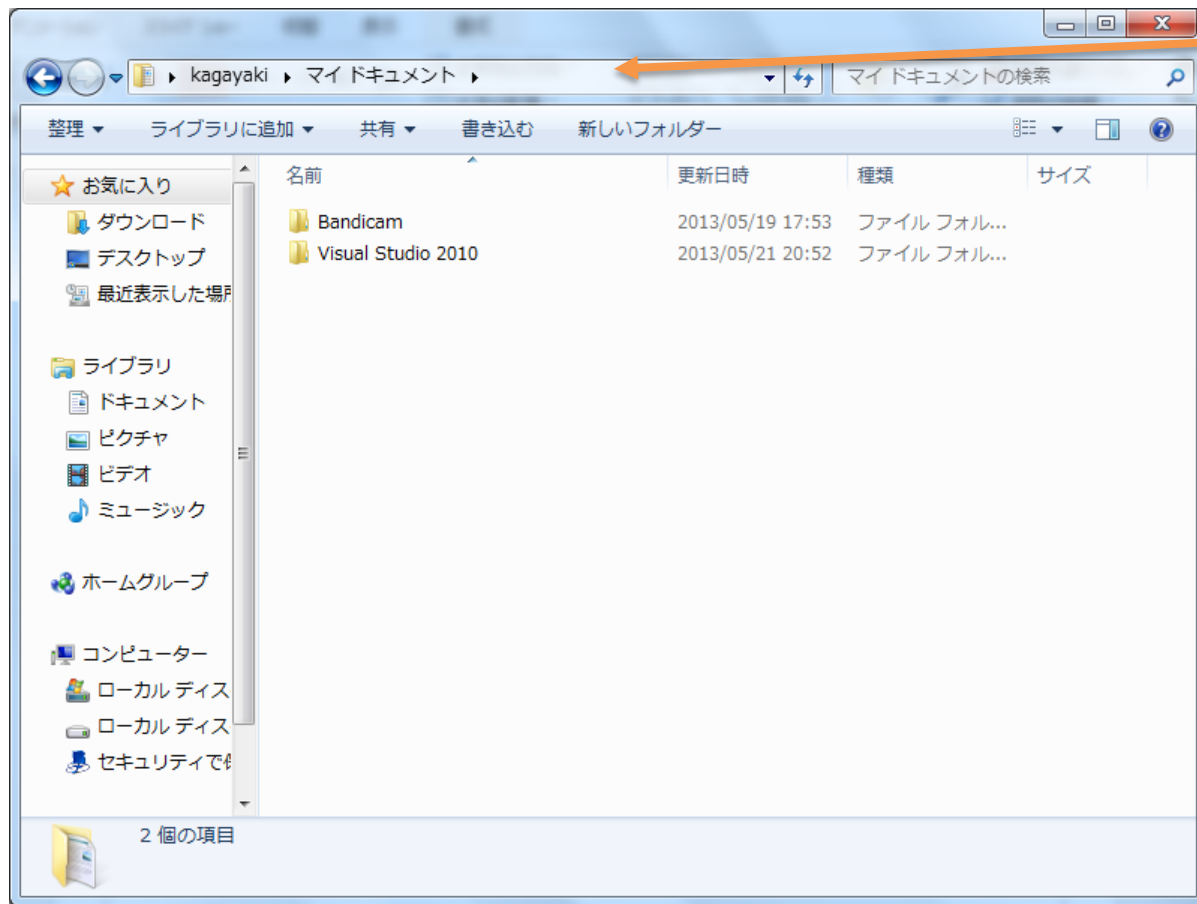 kagayaki マイ ドキュメント マイ ドキュメントの検索
整理 ライブラリに追加 共有 書き込む 新しいフォルダー
お気に入り
ダウンロード
デスクトップ
最近表示した場所
ライブラリ
ドキュメント
ピクチャ
ビデオ
ミュージック
ホームグループ
コンピューター
ローカル ディス
ローカル ディス
セキュリティで
名前 更新日時 種類 サイズ
Bandicam 2013/05/19 17:53 ファイル フォル...
Visual Studio 2010 2013/05/21 20:52 ファイル フォル...
2 個の項目